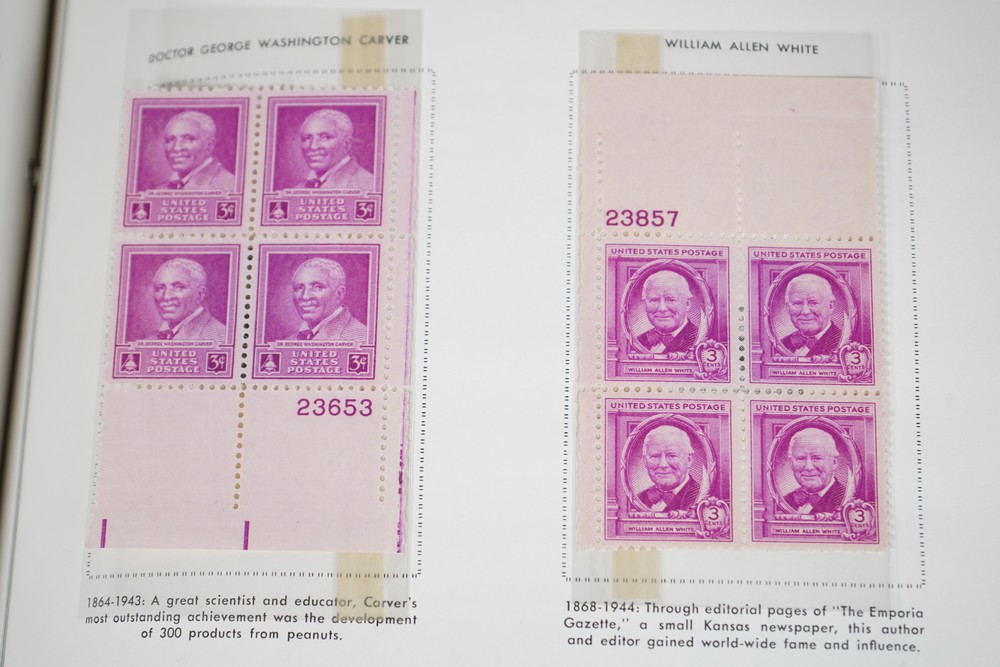 DOCTOR GEORGE WASHINGTON CARVER
DR. GEORGE WASHINGTON CARVER
UNITED
STATES
POSTAGE
3¢
DR. GEORGE WASHINGTON CARVER
UNITED
STATES
POSTAGE
3¢
DR. GEORGE WASHINGTON CARVER
UNITED
STATES
POSTAGE
3¢
DR. GEORGE WASHINGTON CARVER
UNITED
STATES
POSTAGE
3¢
23653
1864-1943: A great scientist and educator, Carver's
most outstanding achievement was the development
of 300 products from peanuts.
WILLIAM ALLEN WHITE
23857
UNITED STATES POSTAGE
3
CENTS
WILLIAM ALLEN WHITE
UNITED STATES POSTAGE
3
CENTS
WILLIAM ALLEN WHITE
UNITED STATES POSTAGE
3
CENTS
WILLIAM ALLEN WHITE
UNITED STATES POSTAGE
3
CENTS
WILLIAM ALLEN WHITE
1868-1944: Through editorial pages of "The Emporia
Gazette," a small Kansas newspaper, this author
and editor gained world-wide fame and influence.